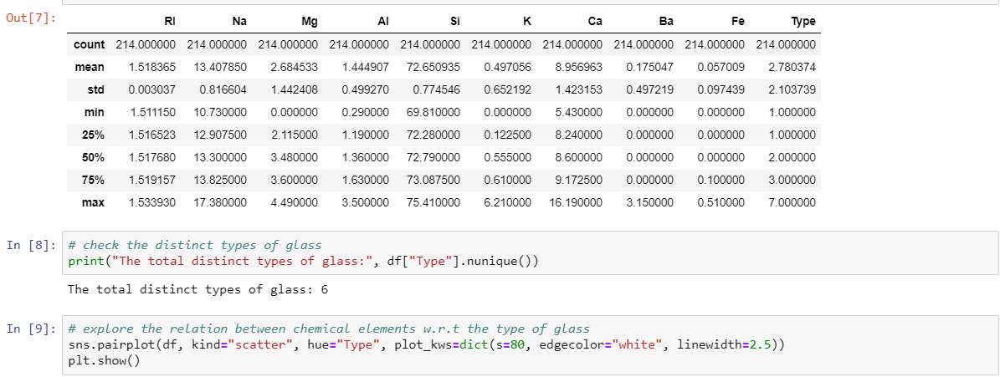 Out[7]:
RI Na Mg Al Si K Ca Ba Fe Type
count 214.000000 214.000000 214.000000 214.000000 214.000000 214.000000 214.000000 214.000000 214.000000 214.000000
mean 1.518365 13.407850 2.684533 1.444907 72.650935 0.497056 8.956963 0.175047 0.057009 2.780374
std 0.003037 0.816604 1.442408 0.499270 0.774546 0.652192 1.423153 0.497219 0.097439 2.103739
min 1.511150 10.730000 0.000000 0.290000 69.810000 0.000000 5.430000 0.000000 0.000000 1.000000
25% 1.516523 12.907500 2.115000 1.190000 72.280000 0.122500 8.240000 0.000000 0.000000 1.000000
50% 1.517680 13.300000 3.480000 1.360000 72.790000 0.555000 8.600000 0.000000 0.000000 2.000000
75% 1.519157 13.825000 3.600000 1.630000 73.087500 0.610000 9.172500 0.000000 0.100000 3.000000
max 1.533930 17.380000 4.490000 3.500000 75.410000 6.210000 16.190000 3.150000 0.510000 7.000000
In [8]: # check the distinct types of glass
print("The total distinct types of glass:", df["Type"].nunique())
The total distinct types of glass: 6
In [9]: # explore the relation between chemical elements w.r.t the type of glass
sns.pairplot(df, kind="scatter", hue="Type", plot_kws=dict(s=80, edgecolor="white", linewidth=2.5))
plt.show()